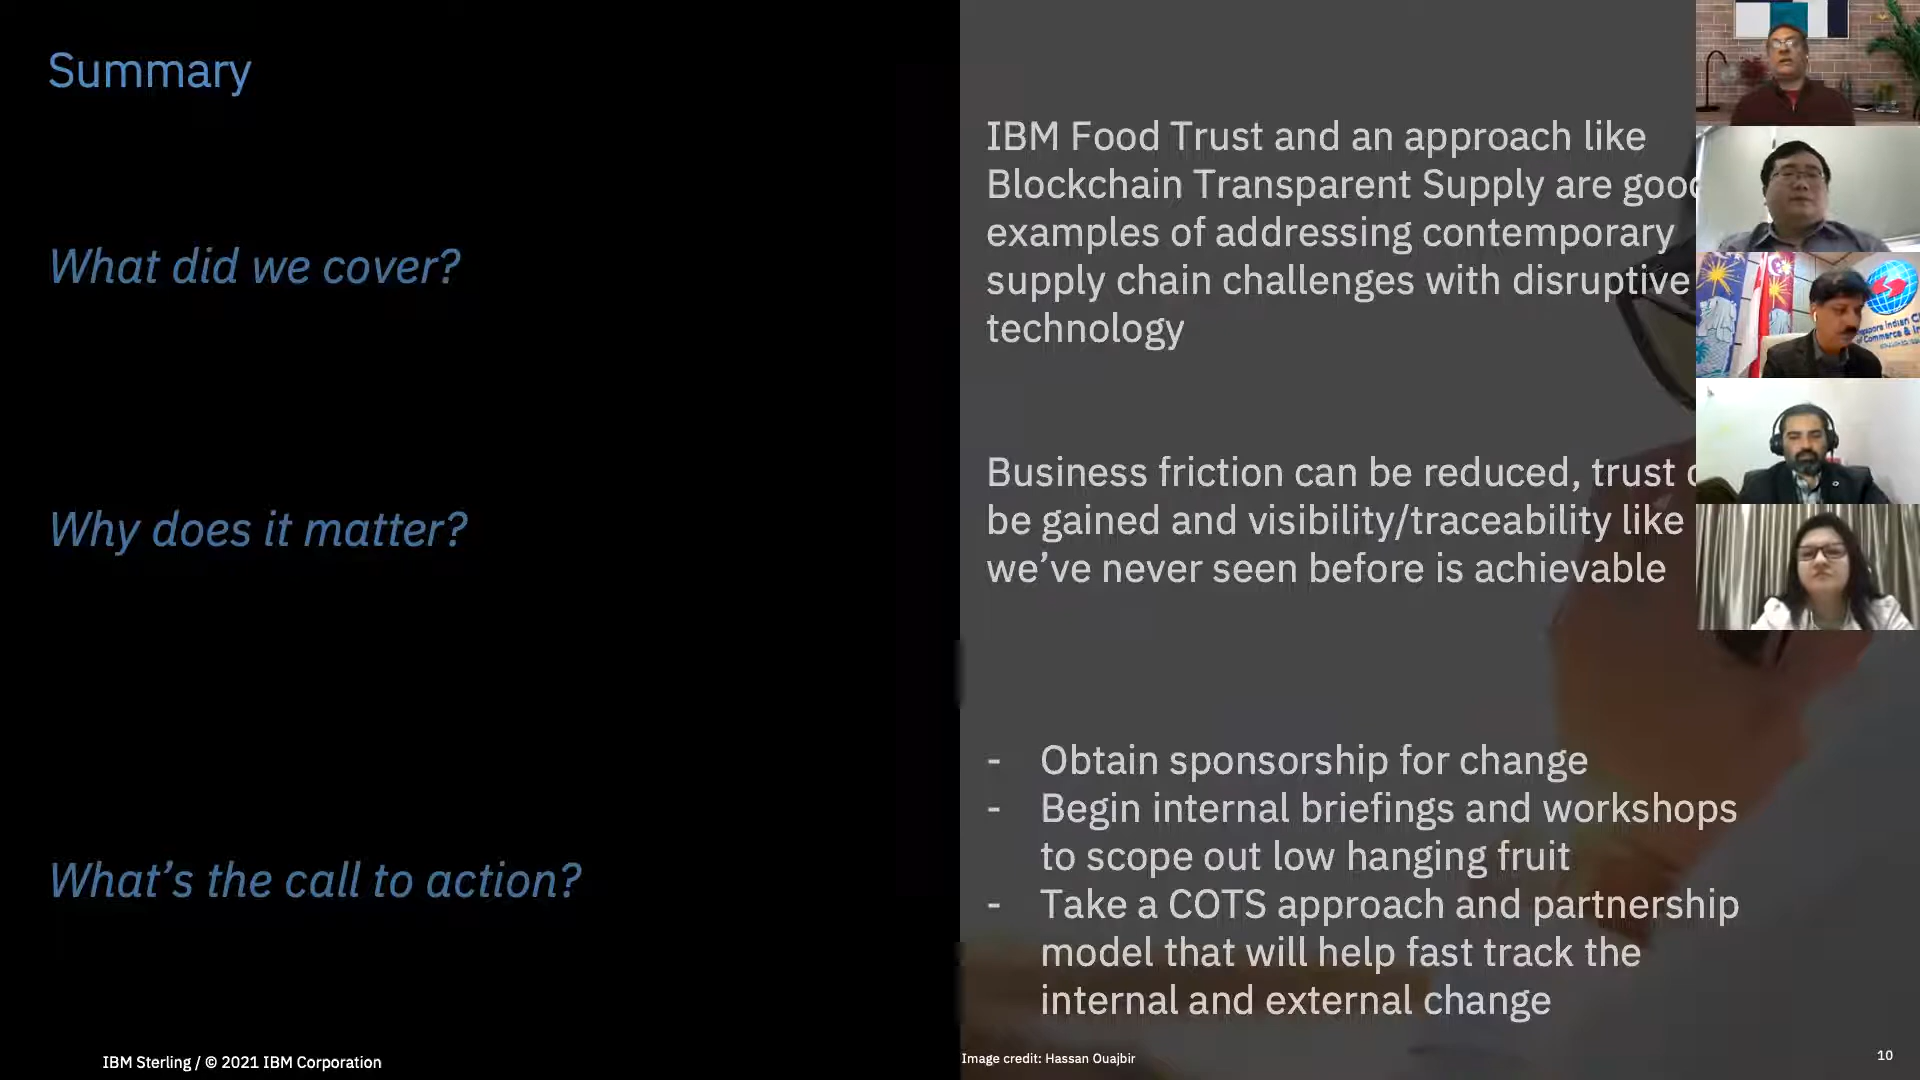 Summary
What did we cover?
IBM Food Trust and an approach like
Blockchain Transparent Supply are
examples of addressing contemporary
supply chain challenges with disruptive
technology
Why does it matter?
Business friction can be reduced, trust
be gained and visibility/traceability like
we’ve never seen before is achievable
What’s the call to action?
- Obtain sponsorship for change
- Begin internal briefings and workshops
to scope out low hanging fruit
- Take a COTS approach and partnership
model that will help fast track the
internal and external change
IBM Sterling / © 2021 IBM Corporation
Image credit: Hassan Ouajbir
10
Indian
of Commerce &